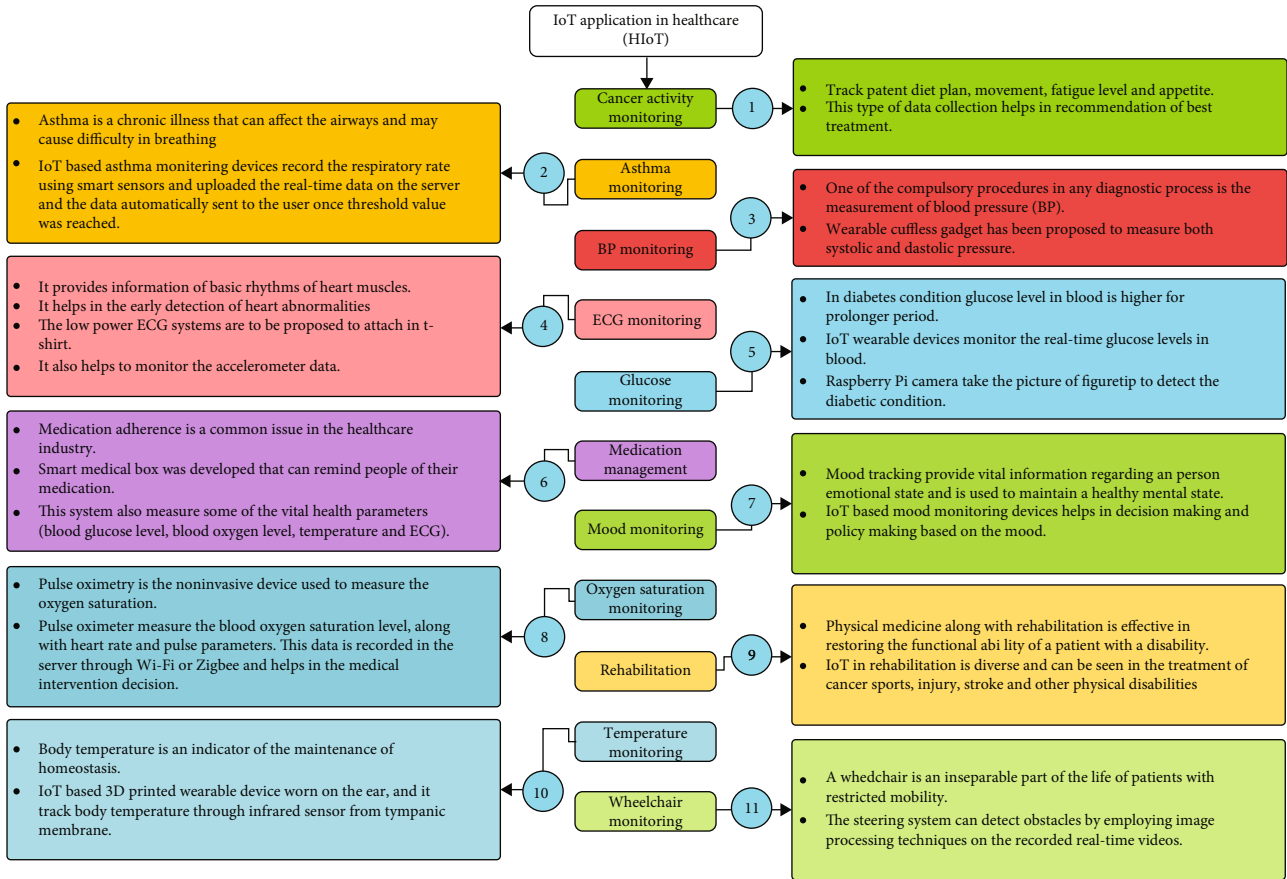 IoT application in healthcare
(HIoT)
Cancer activity
monitoring
1
• Track patent diet plan, movement, fatigue level and appetite.
• This type of data collection helps in recommendation of best
treatment.
Asthma
monitoring
2
• Asthma is a chronic illness that can affect the airways and may
cause difficulty in breathing
• IoT based asthma monitering devices record the respiratory rate
using smart sensors and uploaded the real-time data on the server
and the data automatically sent to the user once threshold value
was reached.
BP monitoring
3
• One of the compulsory procedures in any diagnostic process is the
measurement of blood pressure (BP).
• Wearable cuffless gadget has been proposed to measure both
systolic and dastolic pressure.
ECG monitoring
4
• It provides information of basic rhythms of heart muscles.
• It helps in the early detection of heart abnormalities
• The low power ECG systems are to be proposed to attach in t-
shirt.
• It also helps to monitor the accelerometer data.
Glucose
monitoring
5
• In diabetes condition glucose level in blood is higher for
prolonger period.
• IoT wearable devices monitor the real-time glucose levels in
blood.
• Raspberry Pi camera take the picture of figuretip to detect the
diabetic condition.
Medication
management
6
• Medication adherence is a common issue in the healthcare
industry.
• Smart medical box was developed that can remind people of their
medication.
• This system also measure some of the vital health parameters
(blood glucose level, blood oxygen level, temperature and ECG).
Mood monitoring
7
• Mood tracking provide vital information regarding an person
emotional state and is used to maintain a healthy mental state.
• IoT based mood monitoring devices helps in decision making and
policy making based on the mood.
Oxygen saturation
monitoring
8
• Pulse oximetry is the noninvasive device used to measure the
oxygen saturation.
• Pulse oximeter measure the blood oxygen saturation level, along
with heart rate and pulse parameters. This data is recorded in the
server through Wi-Fi or Zigbee and helps in the medical
intervention decision.
Rehabilitation
9
• Physical medicine along with rehabilitation is effective in
restoring the functional abi lity of a patient with a disability.
• IoT in rehabilitation is diverse and can be seen in the treatment of
cancer sports, injury, stroke and other physical disabilities
Temperature
monitoring
10
• Body temperature is an indicator of the maintenance of
homeostasis.
• IoT based 3D printed wearable device worn on the ear, and it
track body temperature through infrared sensor from tympanic
membrane.
Wheelchair
monitoring
11
• A whedchair is an inseparable part of the life of patients with
restricted mobility.
• The steering system can detect obstacles by employing image
processing techniques on the recorded real-time videos.